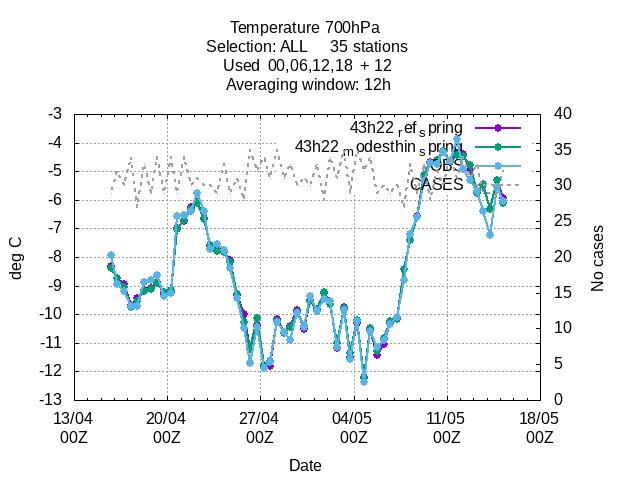 Temperature 700hPa
Selection: ALL 35 stations
Used 00,06,12,18 + 12
Averaging window: 12h
-3
-4
-5
-6
-7
-8
-9
-10
-11
-12
-13
40
35
30
25
20
15
10
5
0
43h22 ref spring
43h22 modesthin spring
OBS
CASES
deg C
No cases
13/04 20/04 27/04 04/05 11/05 18/05
00Z 00Z 00Z 00Z 00Z 00Z
Date